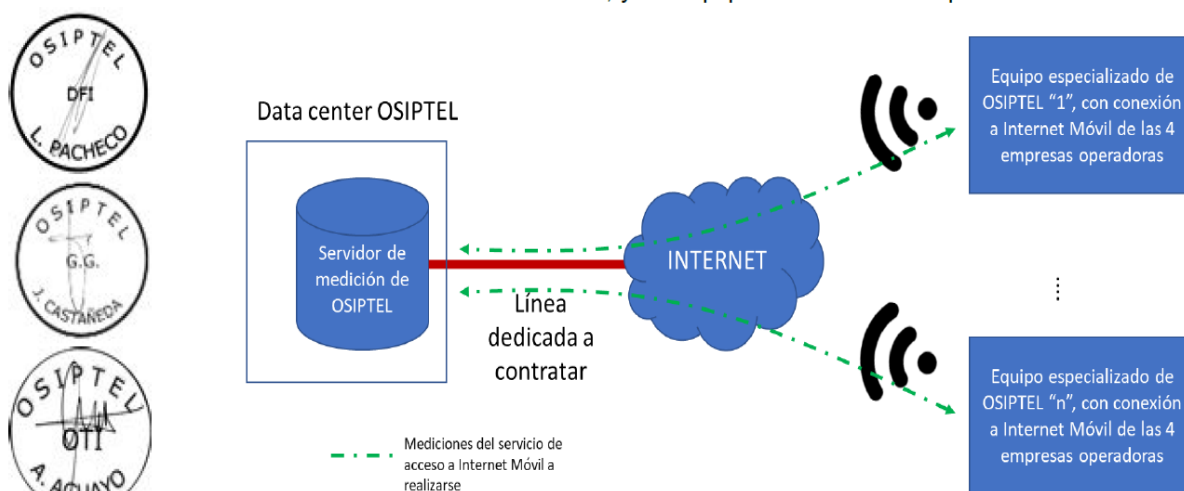 OSIPTEL
DFI
L. PACHECO
OSIPTEL
G.G.
J. CASTAÑEDA
OSIPTEL
OTI
A. AGUAYO
Data center OSIPTEL
Servidor de
medición de
OSIPTEL
Línea
dedicada a
contratar
INTERNET
Equipo especializado de
OSIPTEL “1”, con conexión
a Internet Móvil de las 4
empresas operadoras
...
Equipo especializado de
OSIPTEL “n”, con conexión
a Internet Móvil de las 4
empresas operadoras
Mediciones del servicio de
acceso a Internet Móvil a
realizarse